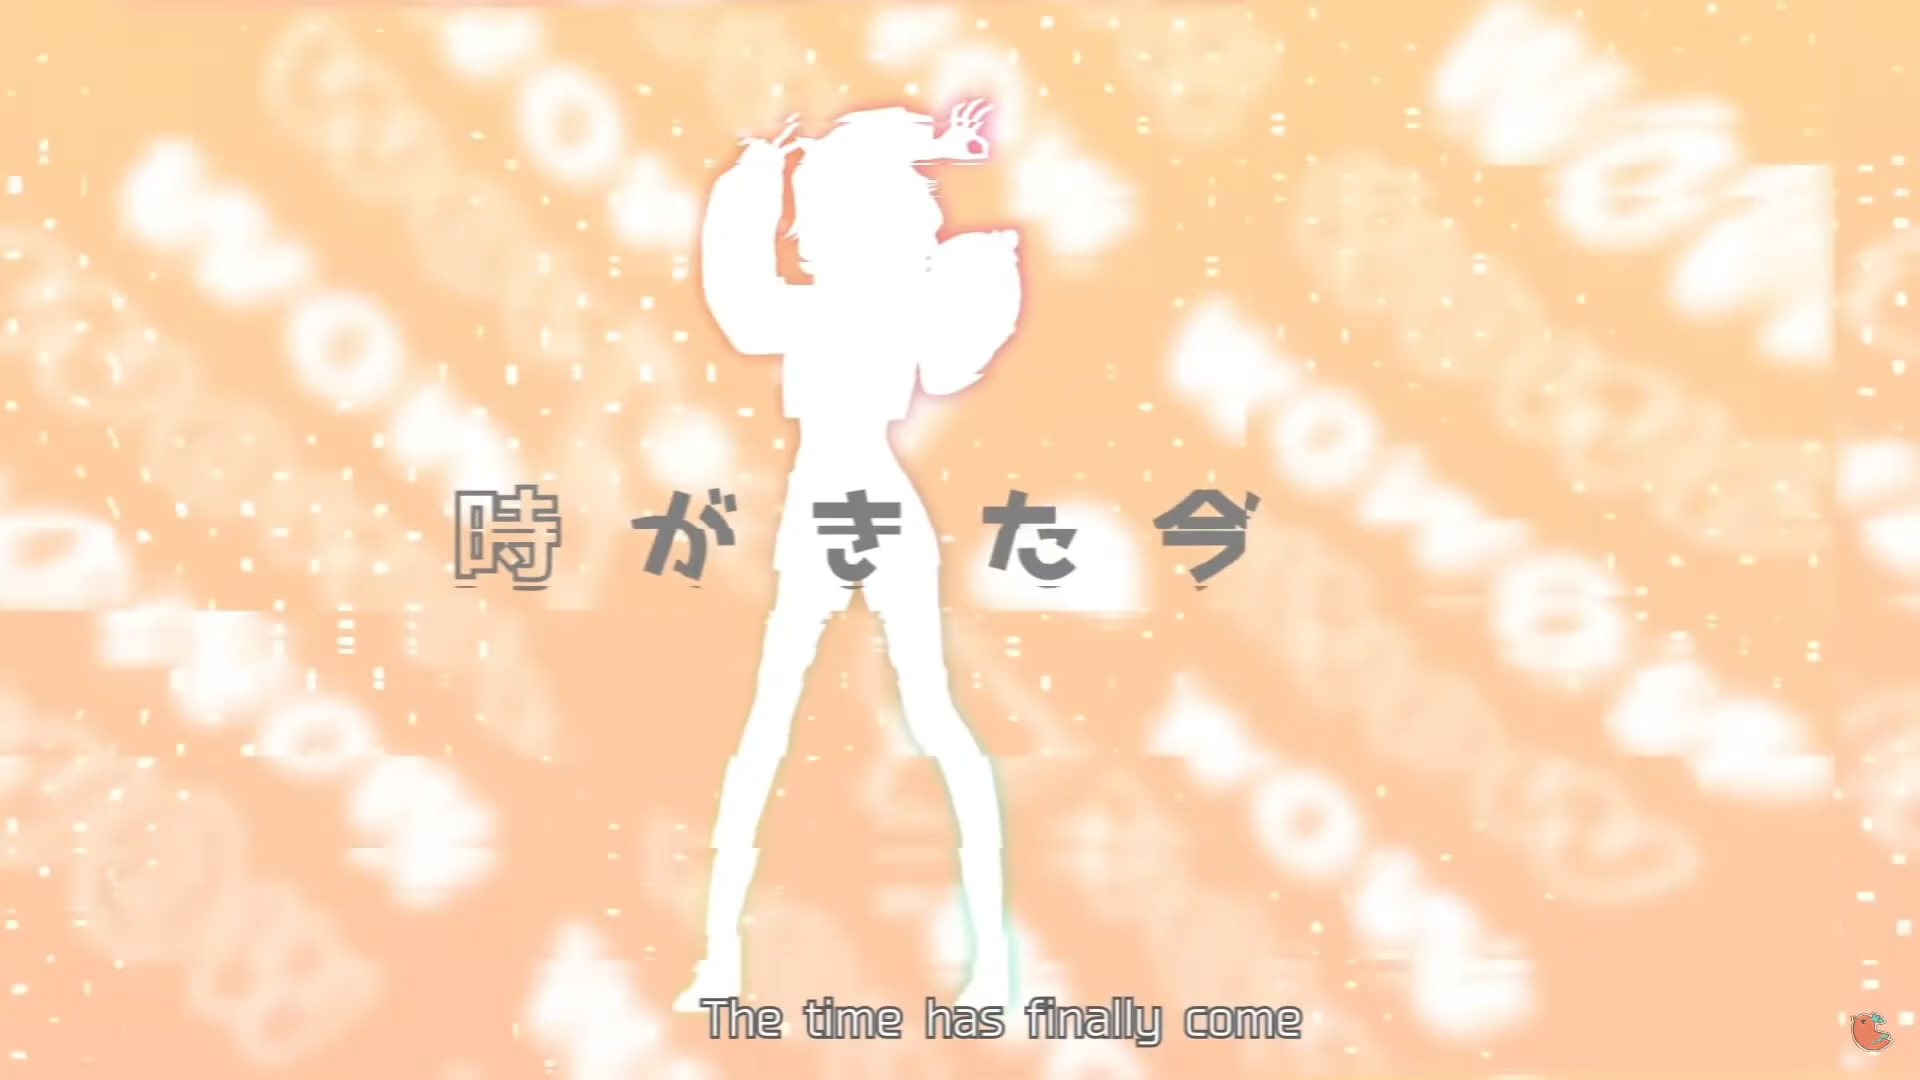 時がきた今
The time has finally come